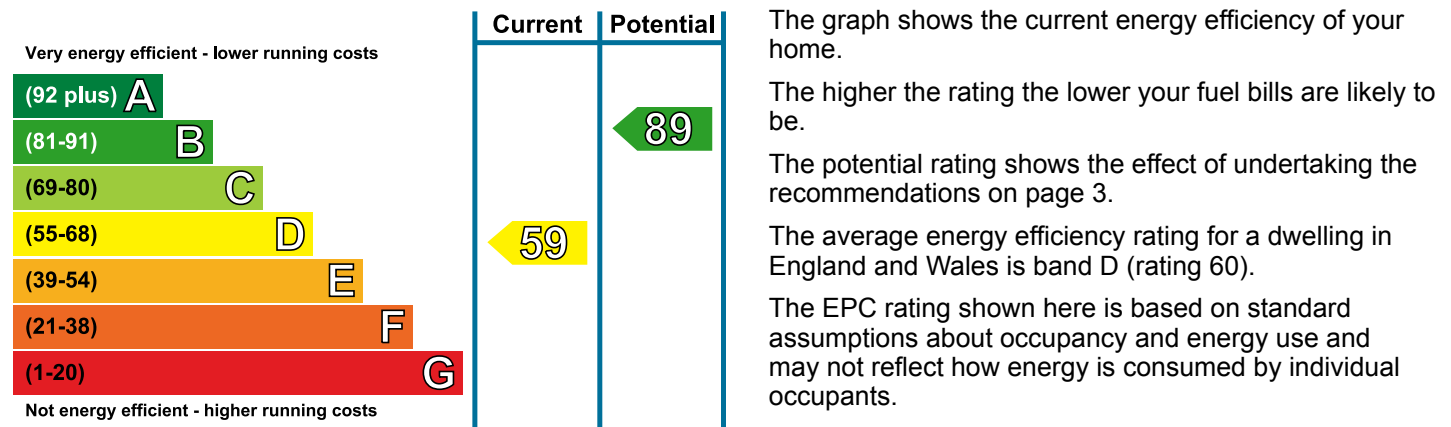 Current Potential
Very energy efficient - lower running costs
(92 plus) A
(81-91) B
(69-80) C
(55-68) D
(39-54) E
(21-38) F
(1-20) G
Not energy efficient - higher running costs
89
59
The graph shows the current energy efficiency of your
home.
The higher the rating the lower your fuel bills are likely to
be.
The potential rating shows the effect of undertaking the
recommendations on page 3.
The average energy efficiency rating for a dwelling in
England and Wales is band D (rating 60).
The EPC rating shown here is based on standard
assumptions about occupancy and energy use and
may not reflect how energy is consumed by individual
occupants.